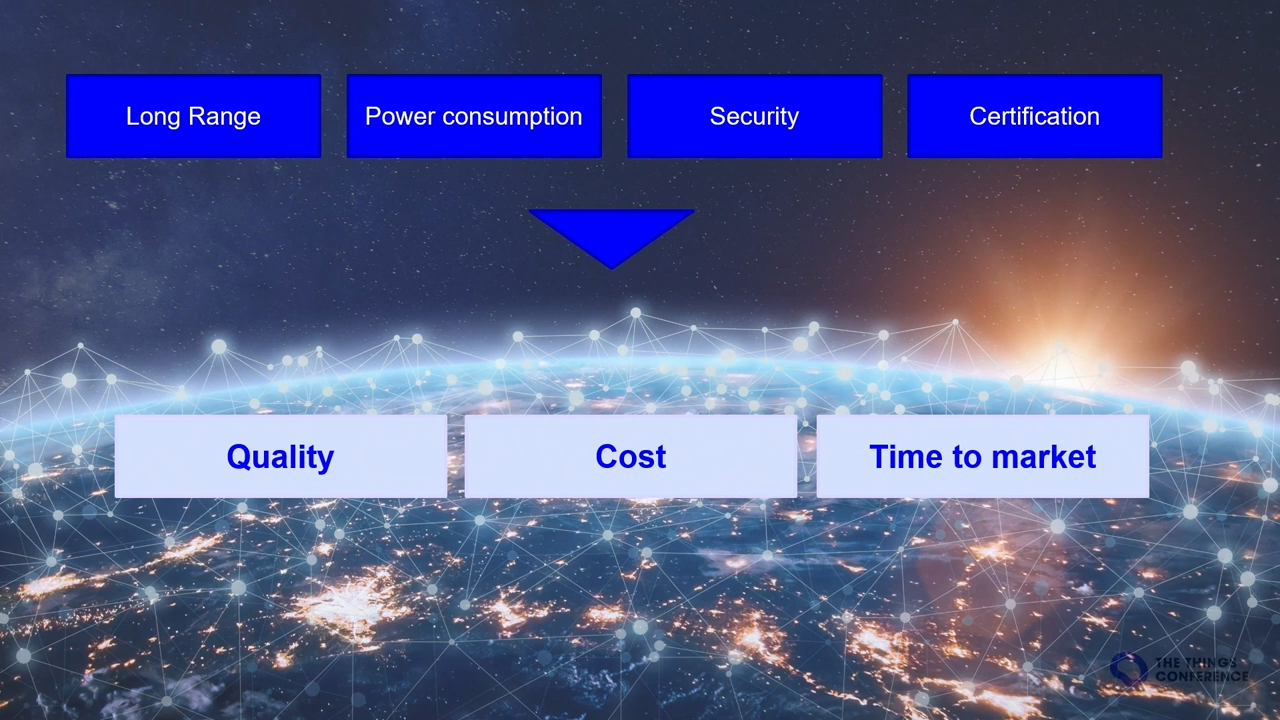 Long Range
Power consumption
Security
Certification
Quality
Cost
Time to market
THE THINGS
CONFERENCE